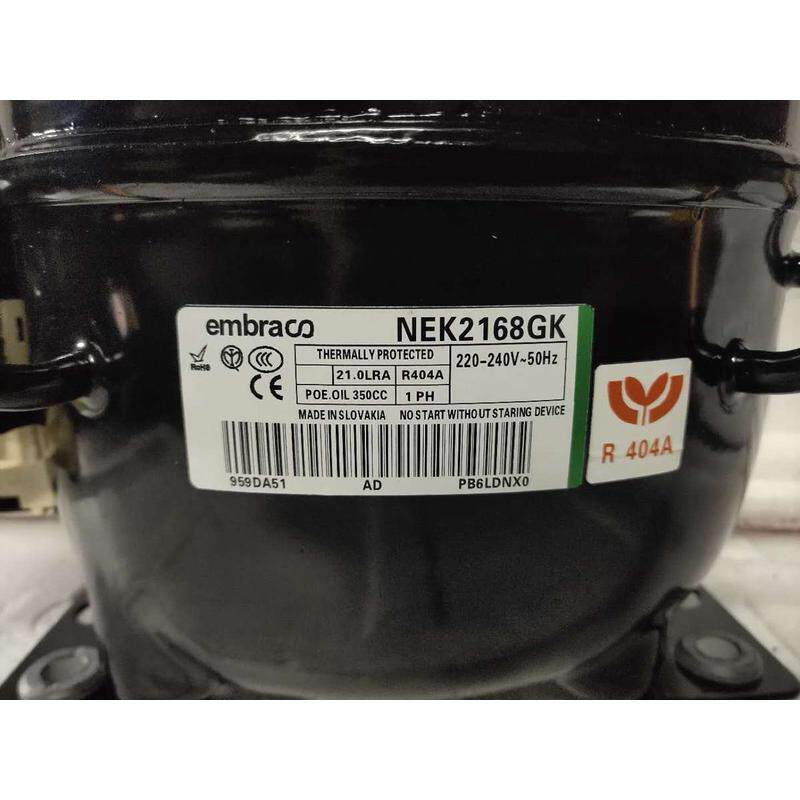 embraco NEK2168GK
THERMALLY PROTECTED 220-240V~50Hz
21.0LRA R404A
POE.OIL 350CC 1 PH
RoHS CCC CE
MADE IN SLOVAKIA NO START WITHOUT STARING DEVICE
959DA51 AD PB6LDNX0
R 404A